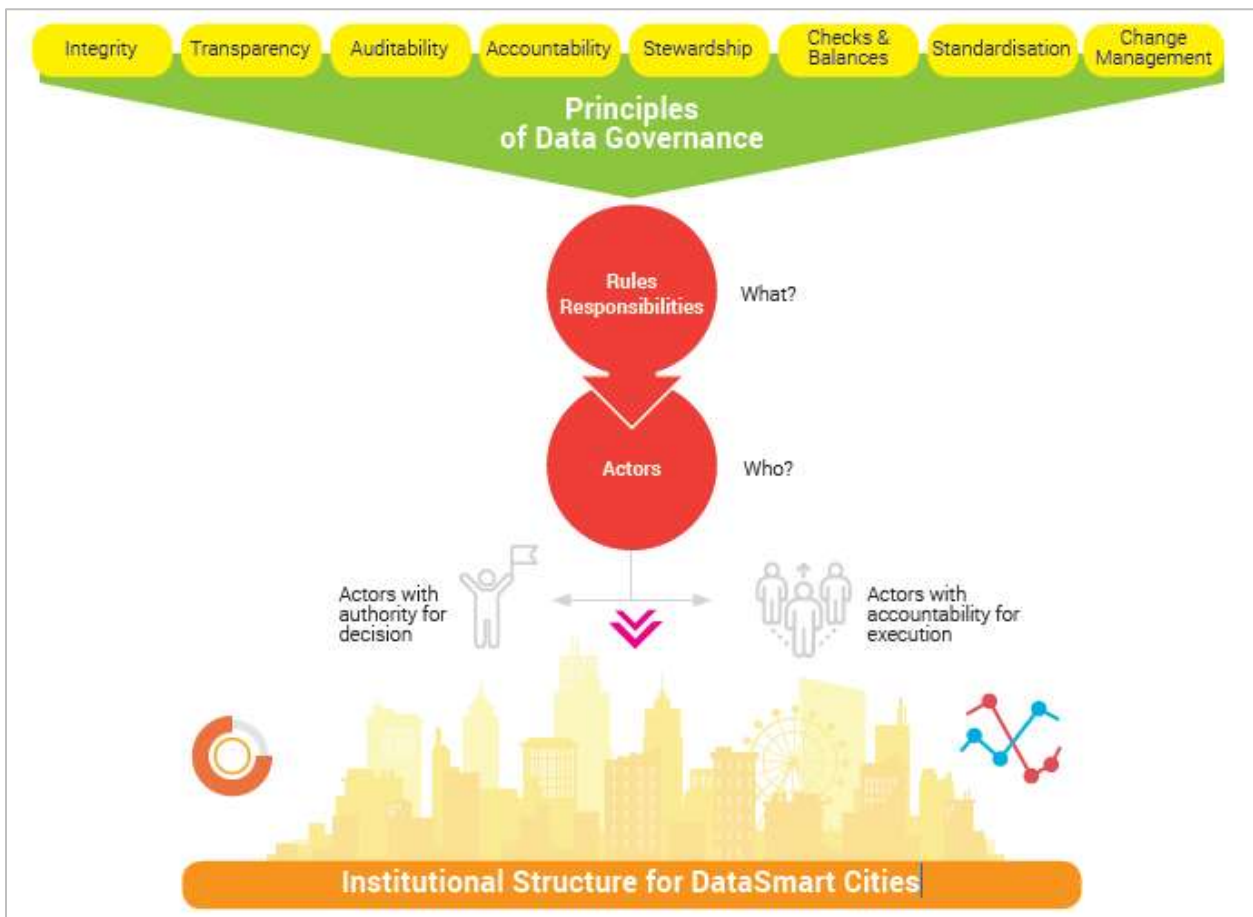 Integrity
Transparency
Auditability
Accountability
Stewardship
Checks &
Balances
Standardisation
Change
Management
Principles
of Data Governance
Rules
Responsibilities
What?
Actors
Who?
Actors with
authority for
decision
Actors with
accountability for
execution
Institutional Structure for DataSmart Cities